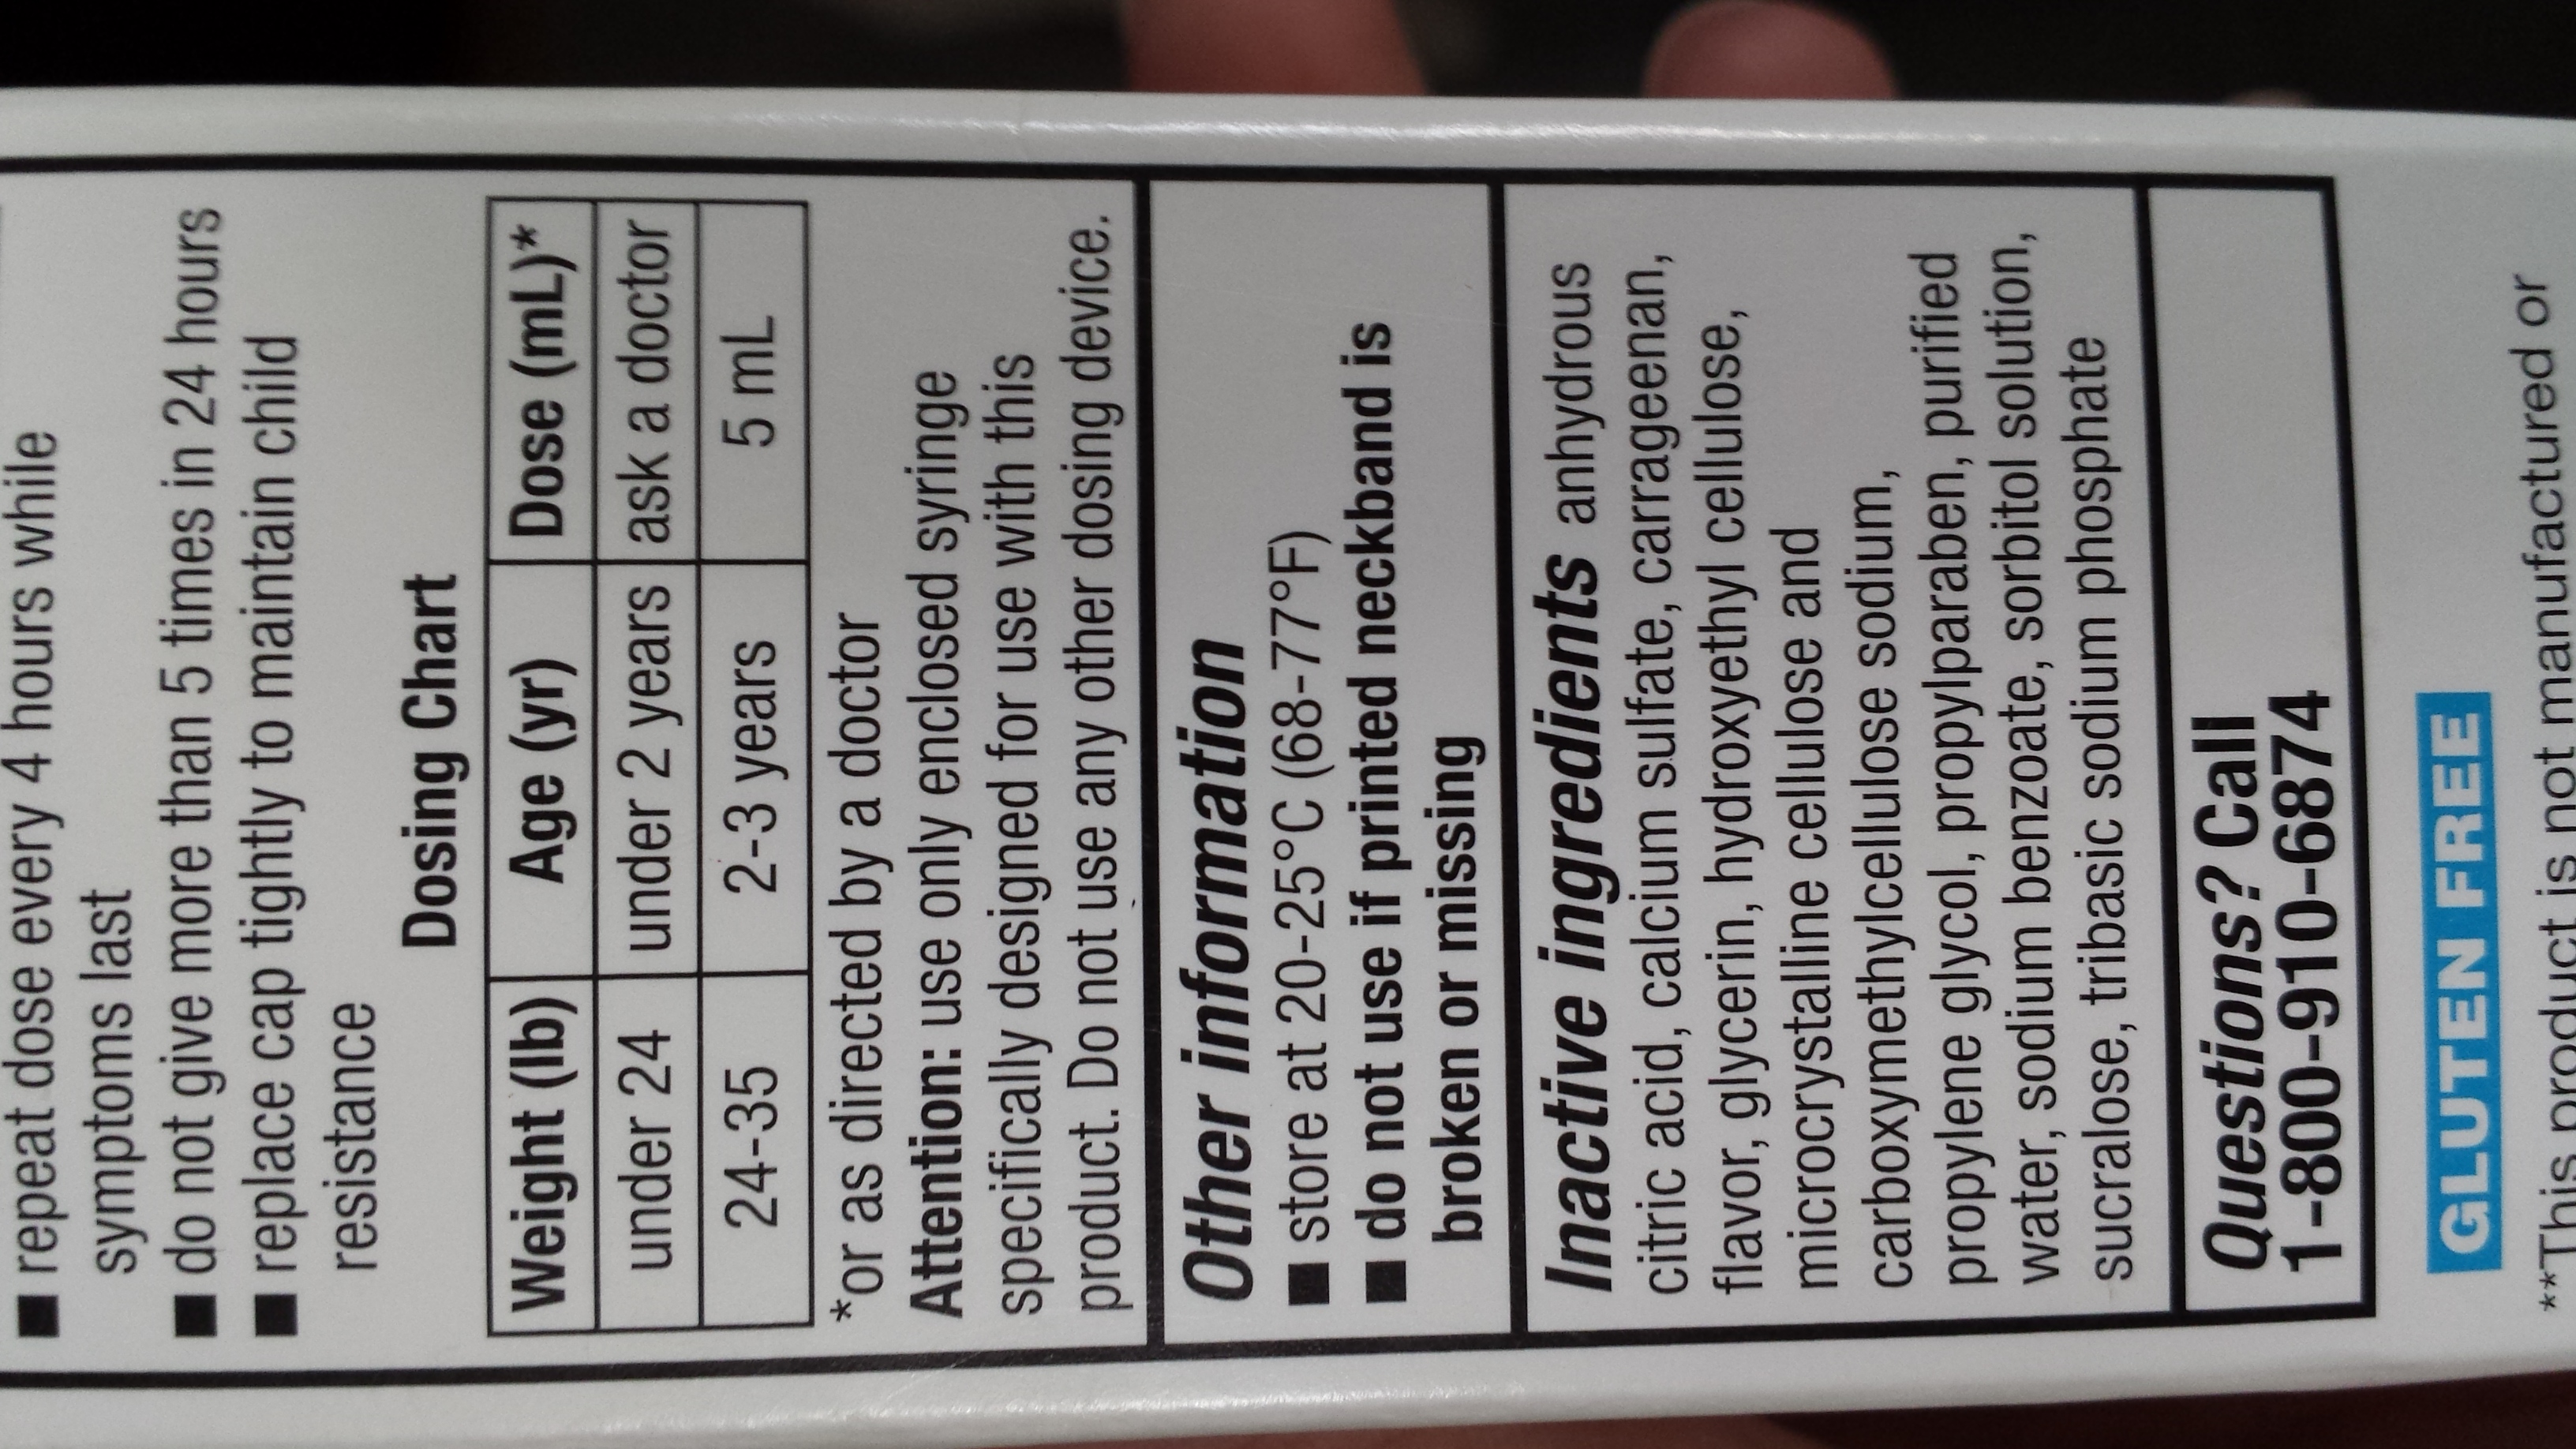 ■ repeat dose every 4 hours while
symptoms last
■ do not give more than 5 times in 24 hours
■ replace cap tightly to maintain child
resistance
Dosing Chart
Weight (lb) Age (yr) Dose (mL)*
under 24 under 2 years ask a doctor
24-35 2-3 years 5 mL
*or as directed by a doctor
Attention: use only enclosed syringe
specifically designed for use with this
product. Do not use any other dosing device.
Other information
■ store at 20-25°C (68-77°F)
■ do not use if printed neckband is
broken or missing
Inactive ingredients anhydrous
citric acid, calcium sulfate, carrageenan,
flavor, glycerin, hydroxyethyl cellulose,
microcrystalline cellulose and
carboxymethylcellulose sodium,
propylene glycol, propylparaben, purified
water, sodium benzoate, sorbitol solution,
sucralose, tribasic sodium phosphate
Questions? Call
1-800-910-6874
GLUTEN FREE
**This product is not manufactured or